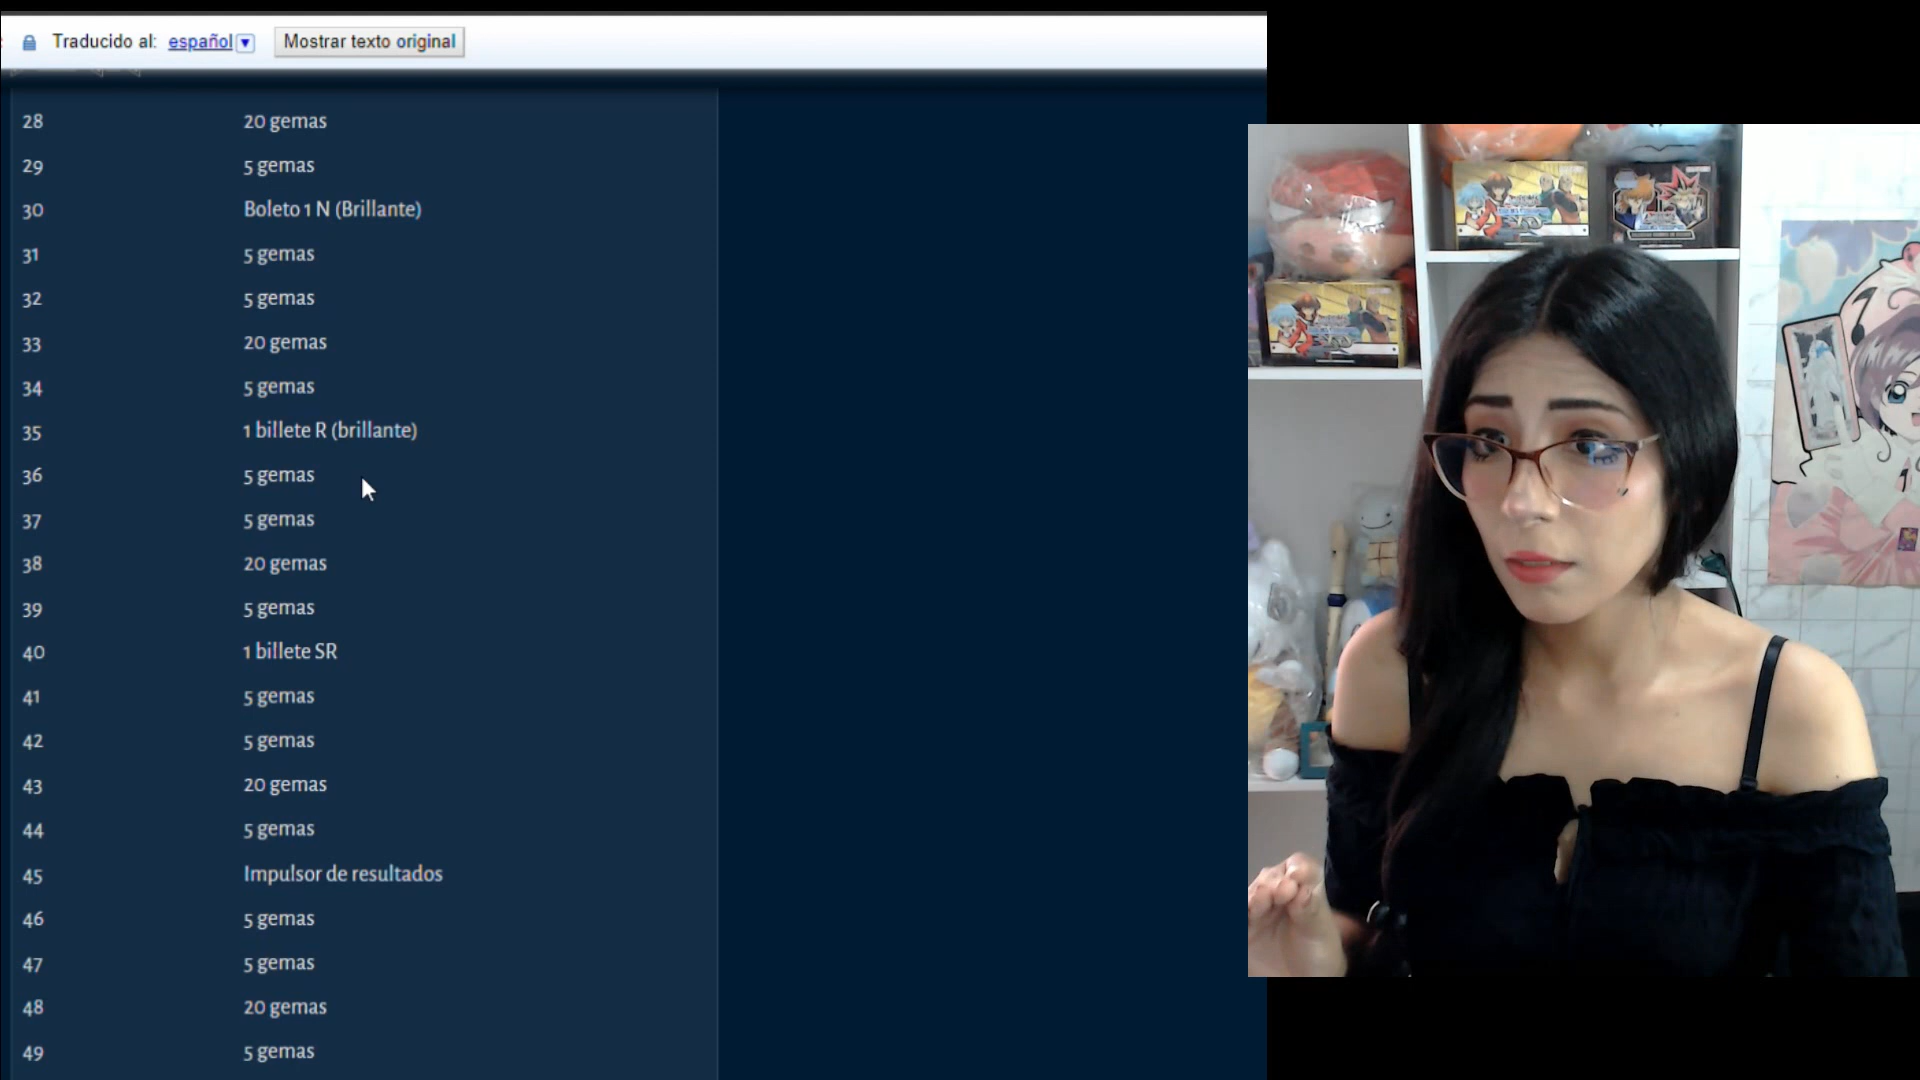 Traducido al: español Mostrar texto original
28 20 gemas
29 5 gemas
30 Boleto 1 N (Brillante)
31 5 gemas
32 5 gemas
33 20 gemas
34 5 gemas
35 1 billete R (brillante)
36 5 gemas
37 5 gemas
38 20 gemas
39 5 gemas
40 1 billete SR
41 5 gemas
42 5 gemas
43 20 gemas
44 5 gemas
45 Impulsor de resultados
46 5 gemas
47 5 gemas
48 20 gemas
49 5 gemas